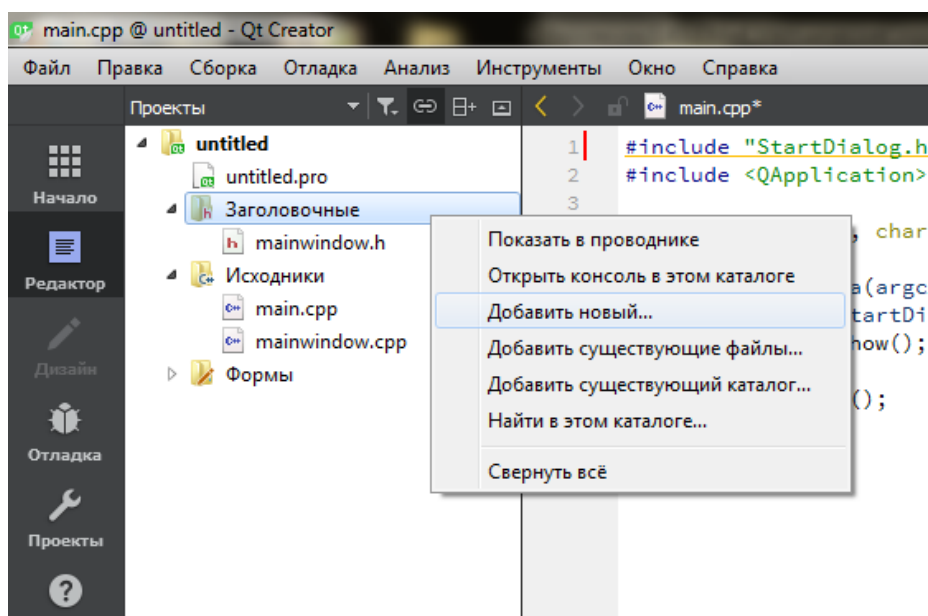 main.cpp @ untitled - Qt Creator
Файл Правка Сборка Отладка Анализ Инструменты Окно Справка
Проекты
main.cpp*
Начало
Редактор
Дизайн
Отладка
Проекты
untitled
untitled.pro
Заголовочные
mainwindow.h
Исходники
main.cpp
mainwindow.cpp
Формы
Показать в проводнике
Открыть консоль в этом каталоге
Добавить новый...
Добавить существующие файлы...
Добавить существующий каталог...
Найти в этом каталоге...
Свернуть всё
1 #include "StartDialog.h
2 #include <QApplication>
3
, char
a(argc
tartDi
how();
();